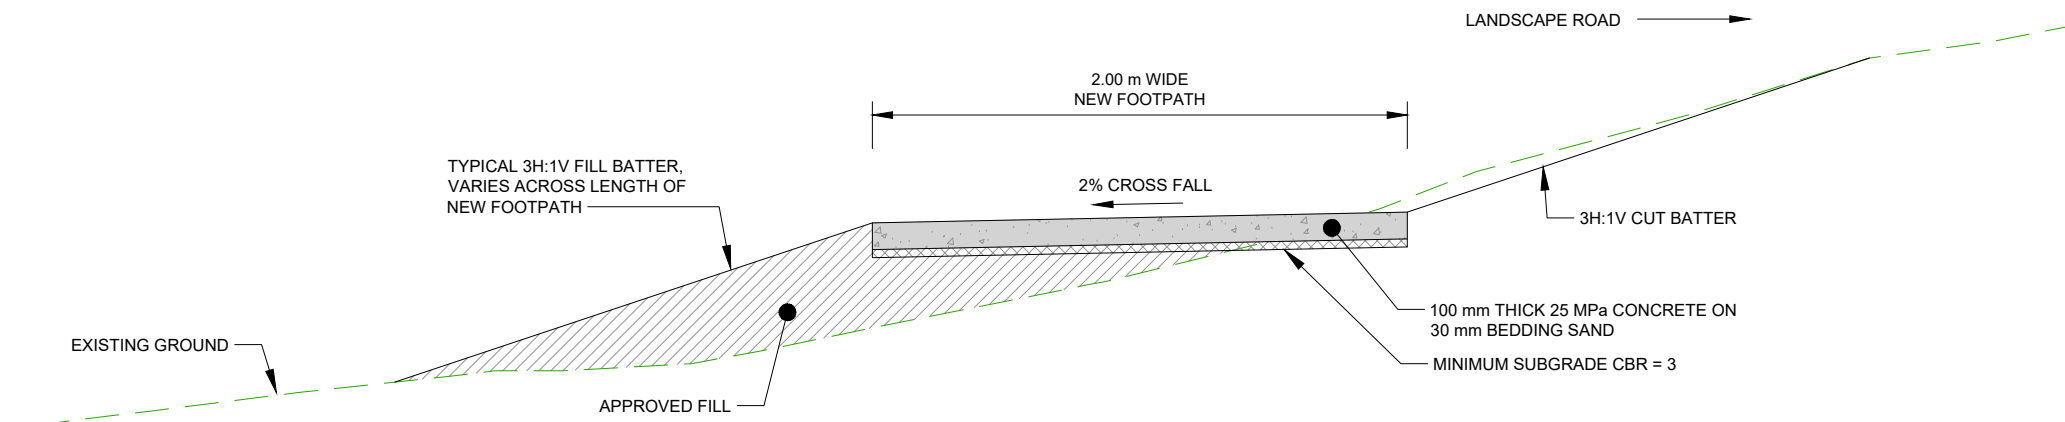 LANDSCAPE ROAD
2.00 m WIDE
NEW FOOTPATH
TYPICAL 3H:1V FILL BATTER,
VARIES ACROSS LENGTH OF
NEW FOOTPATH
2% CROSS FALL
3H:1V CUT BATTER
100 mm THICK 25 MPa CONCRETE ON
30 mm BEDDING SAND
EXISTING GROUND
MINIMUM SUBGRADE CBR = 3
APPROVED FILL